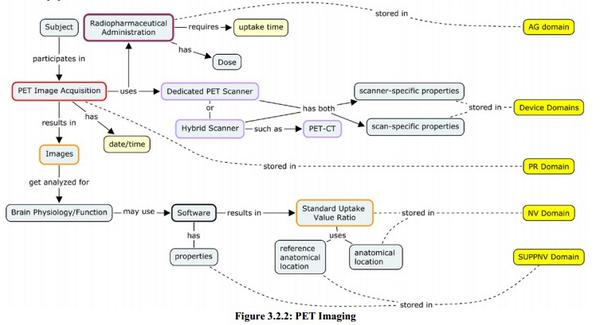 stored in
Subject
Radiopharmaceutical
Administration
requires
uptake time
AG domain
has
Dose
participates in
PET Image Acquisition
uses
Dedicated PET Scanner
scanner-specific properties
or
has both
stored in
Device Domains
results in
has
Hybrid Scanner
such as
PET-CT
scan-specific properties
date/time
Images
stored in
PR Domain
get analyzed for
Brain Physiology/Function
may use
Software
results in
Standard Uptake
Value Ratio
stored in
NV Domain
has
uses
properties
reference
anatomical
location
anatomical
location
SUPPNV Domain
stored in
Figure 3.2.2: PET Imaging